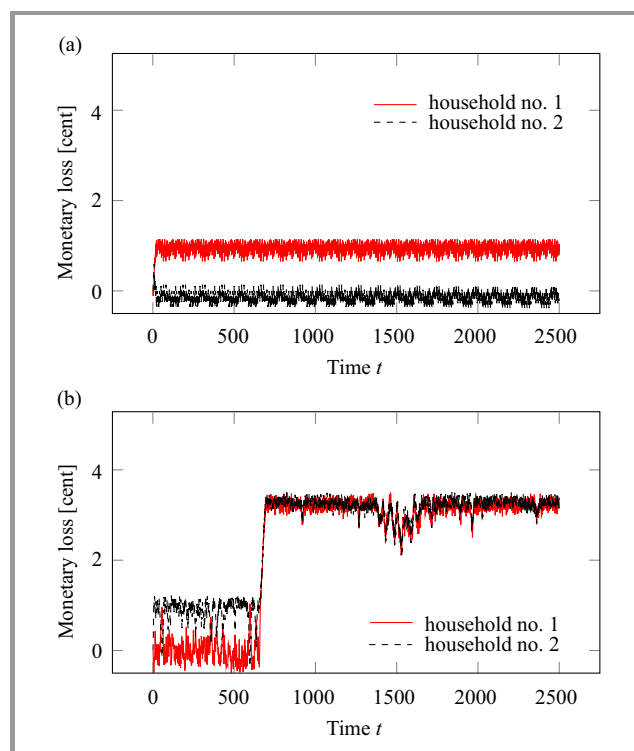 (a)
Monetary loss [cent]
4
2
0
household no. 1
household no. 2
0 500 1000 1500 2000 2500
Time t
(b)
Monetary loss [cent]
4
2
0
household no. 1
household no. 2
0 500 1000 1500 2000 2500
Time t